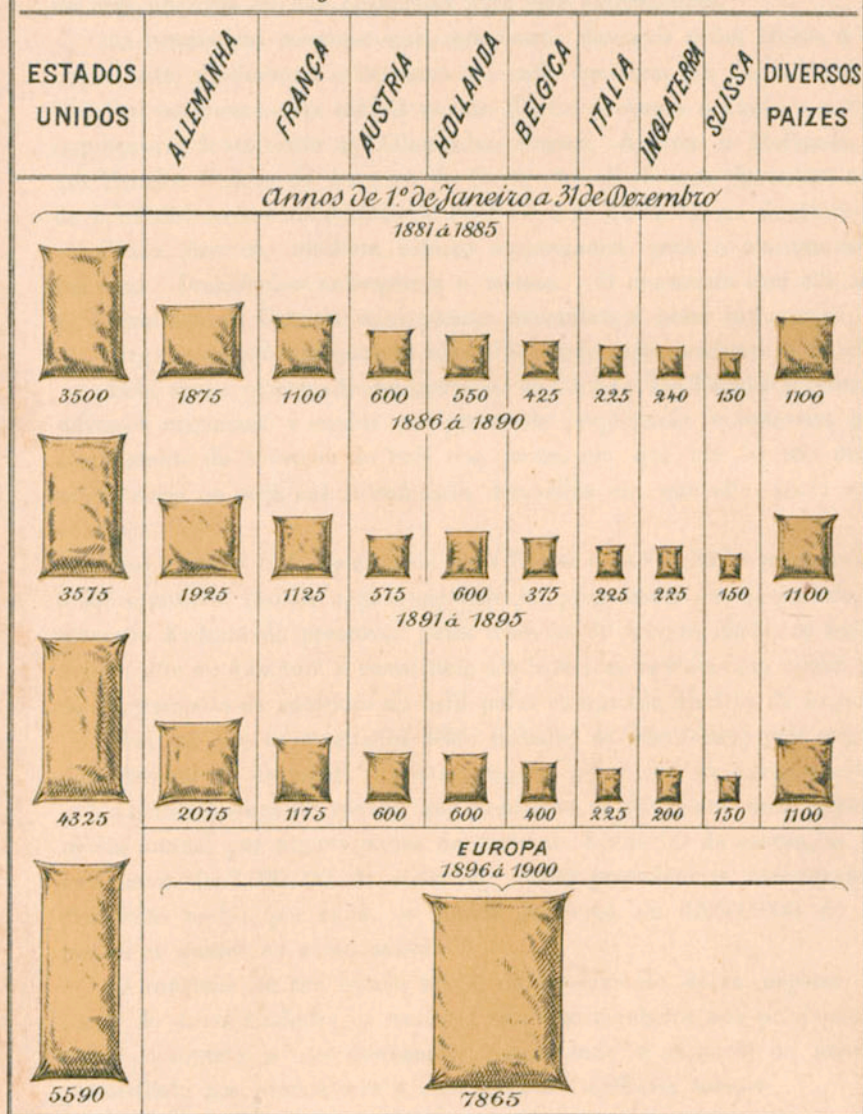 ESTADOS UNIDOS
ALLEMANHA
FRANÇA
AUSTRIA
HOLLANDA
BELGICA
ITALIA
INGLATERRA
SUISSA
DIVERSOS PAIZES
Annos de 1.º de Janeiro a 31 de Dezembro
1881 á 1885
3500 1875 1100 600 550 425 225 240 150 1100
1886 á 1890
3575 1925 1125 575 600 375 225 225 150 1100
1891 á 1895
4325 2075 1175 600 600 400 225 200 150 1100
EUROPA
1896 á 1900
5590 7865